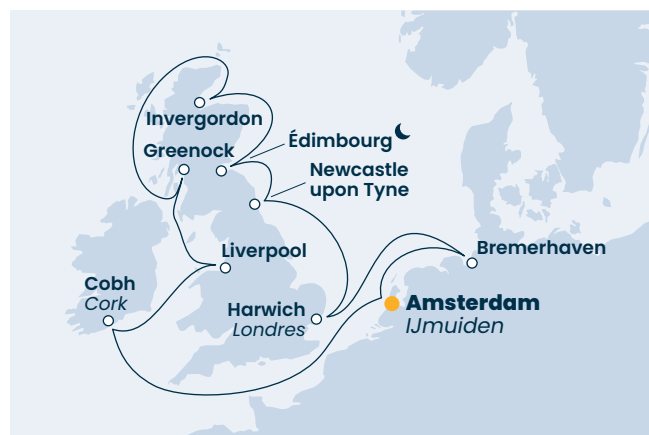 Invergordon
Édimbourg
Greenock
Newcastle
upon Tyne
Liverpool
Bremerhaven
Cobh
Cork
Harwich
Londres
Amsterdam
IJmuiden